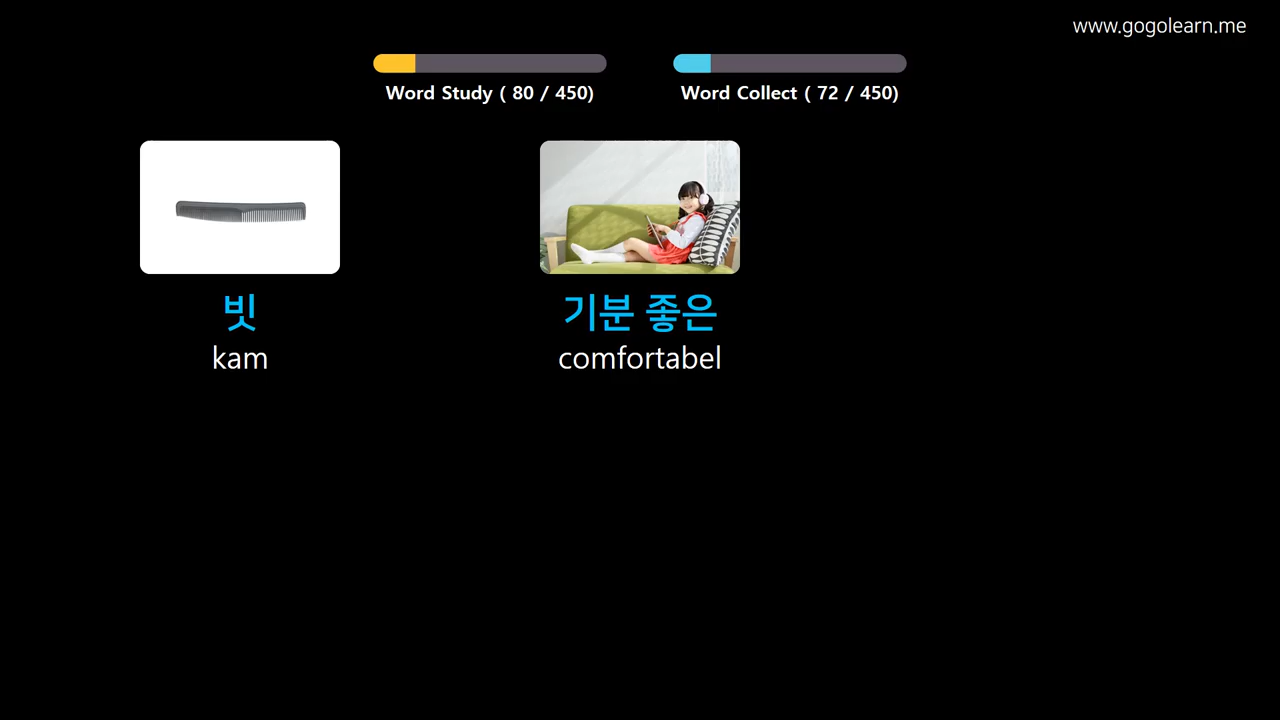 www.gogolearn.me
Word Study ( 80 / 450)
Word Collect ( 72 / 450)
빗
kam
기분 좋은
comfortabel